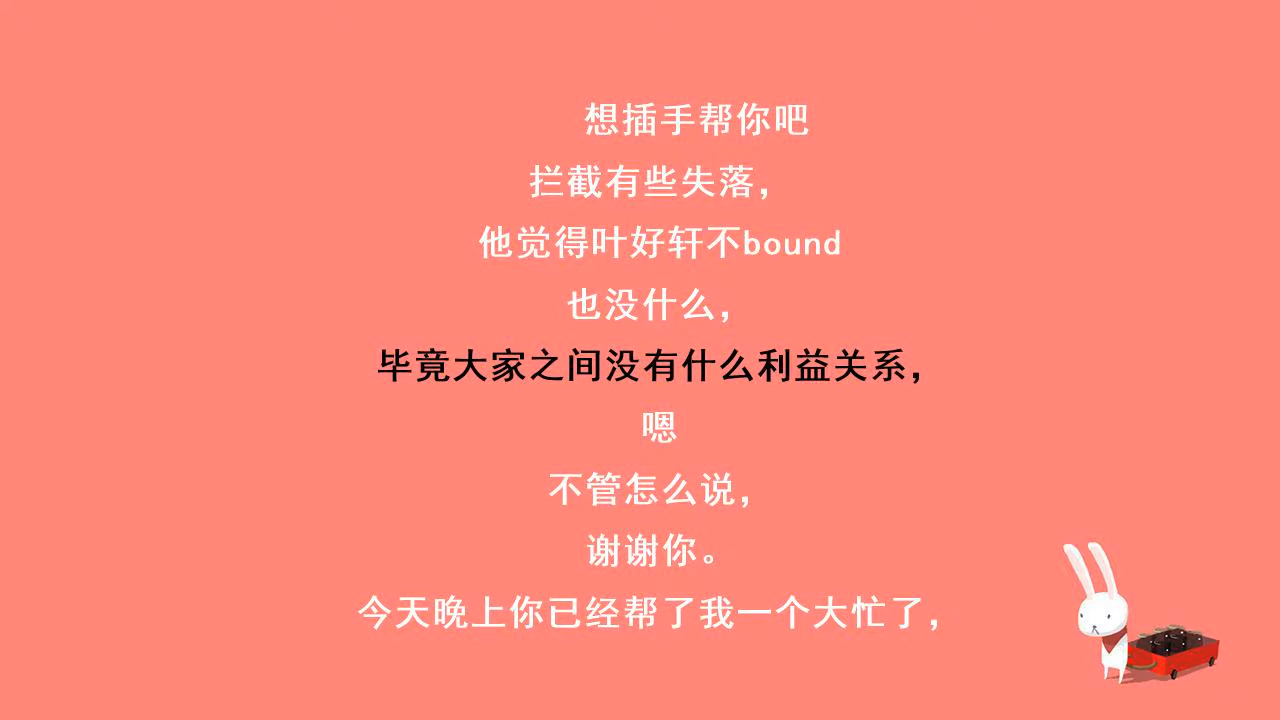 想插手帮你吧
拦截有些失落，
他觉得叶好轩不bound
也没什么，
毕竟大家之间没有什么利益关系，
嗯
不管怎么说，
谢谢你。
今天晚上你已经帮了我一个大忙了，